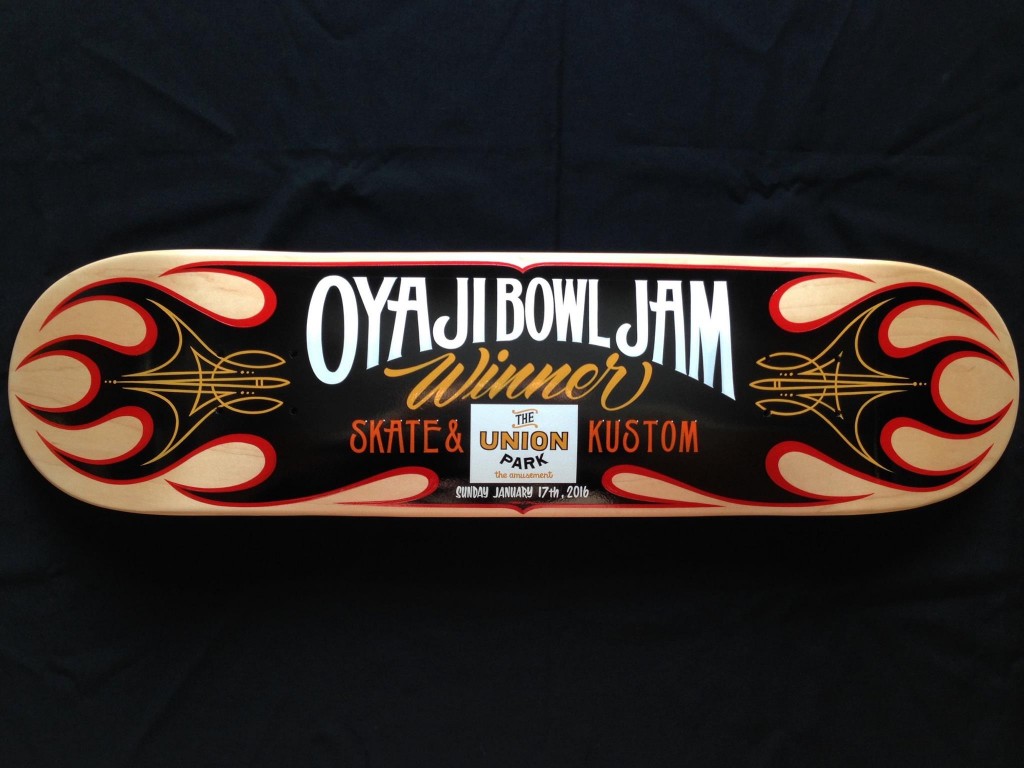 OYAJI BOWL JAM
Winner
SKATE & KUSTOM
THE
UNION
PARK
the amusement
SUNDAY JANUARY 17th, 2016